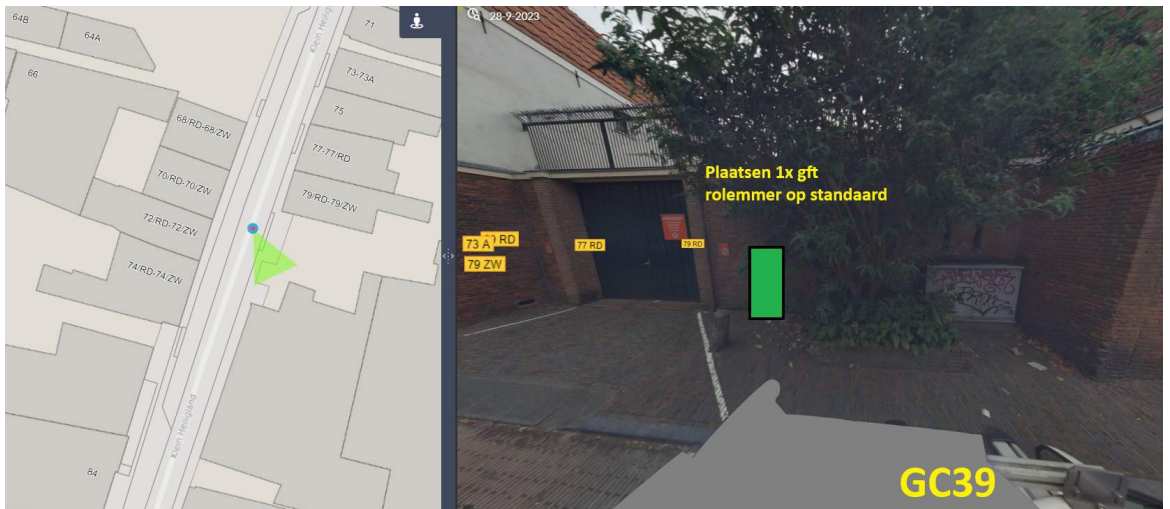 64B
64A
66
68/RD-68/ZW
70/RD-70/ZW
72/RD-72/ZW
74/RD-74/ZW
84
Klein Heiligland
Klein Heiligland
71
73-73A
75
77-77/RD
79/RD-79/ZW
28-9-2023
Plaatsen 1x gft
rolemmer op standaard
73 A
RD
79 ZW
77 RD
79 RD
GC39